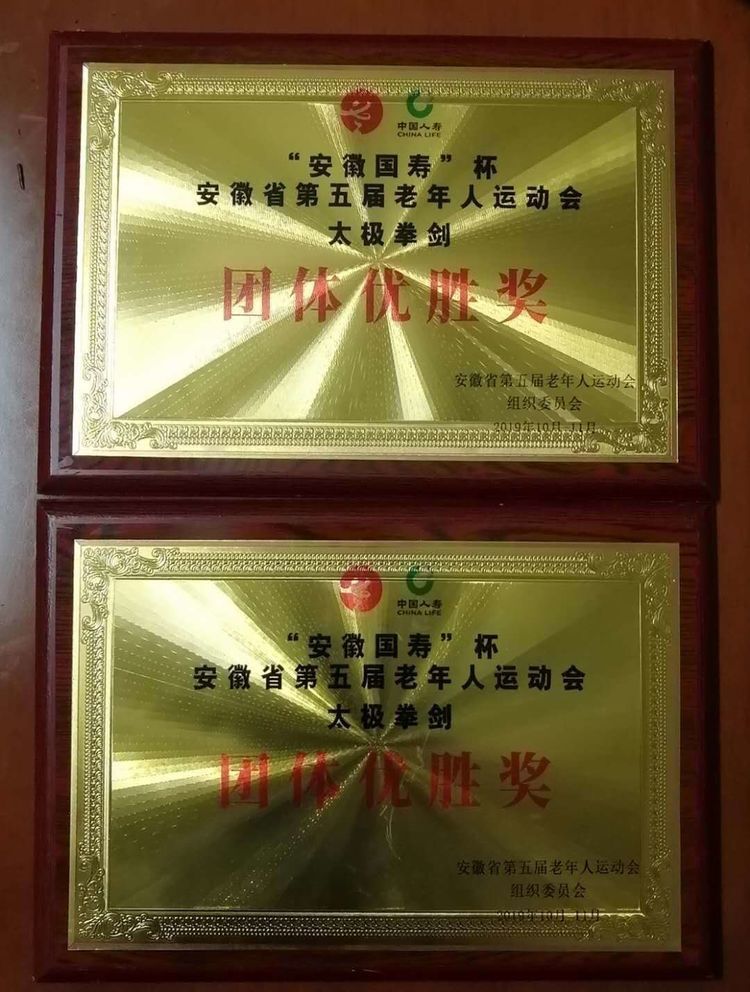 中国人寿
CHINA LIFE
“安徽国寿”杯
安徽省第五届老年人运动会
太极拳剑
团体优胜奖
安徽省第五届老年人运动会
组织委员会
2019年10月-11月
中国人寿
CHINA LIFE
“安徽国寿”杯
安徽省第五届老年人运动会
太极拳剑
团体优胜奖
安徽省第五届老年人运动会
组织委员会
2019年10月-11月